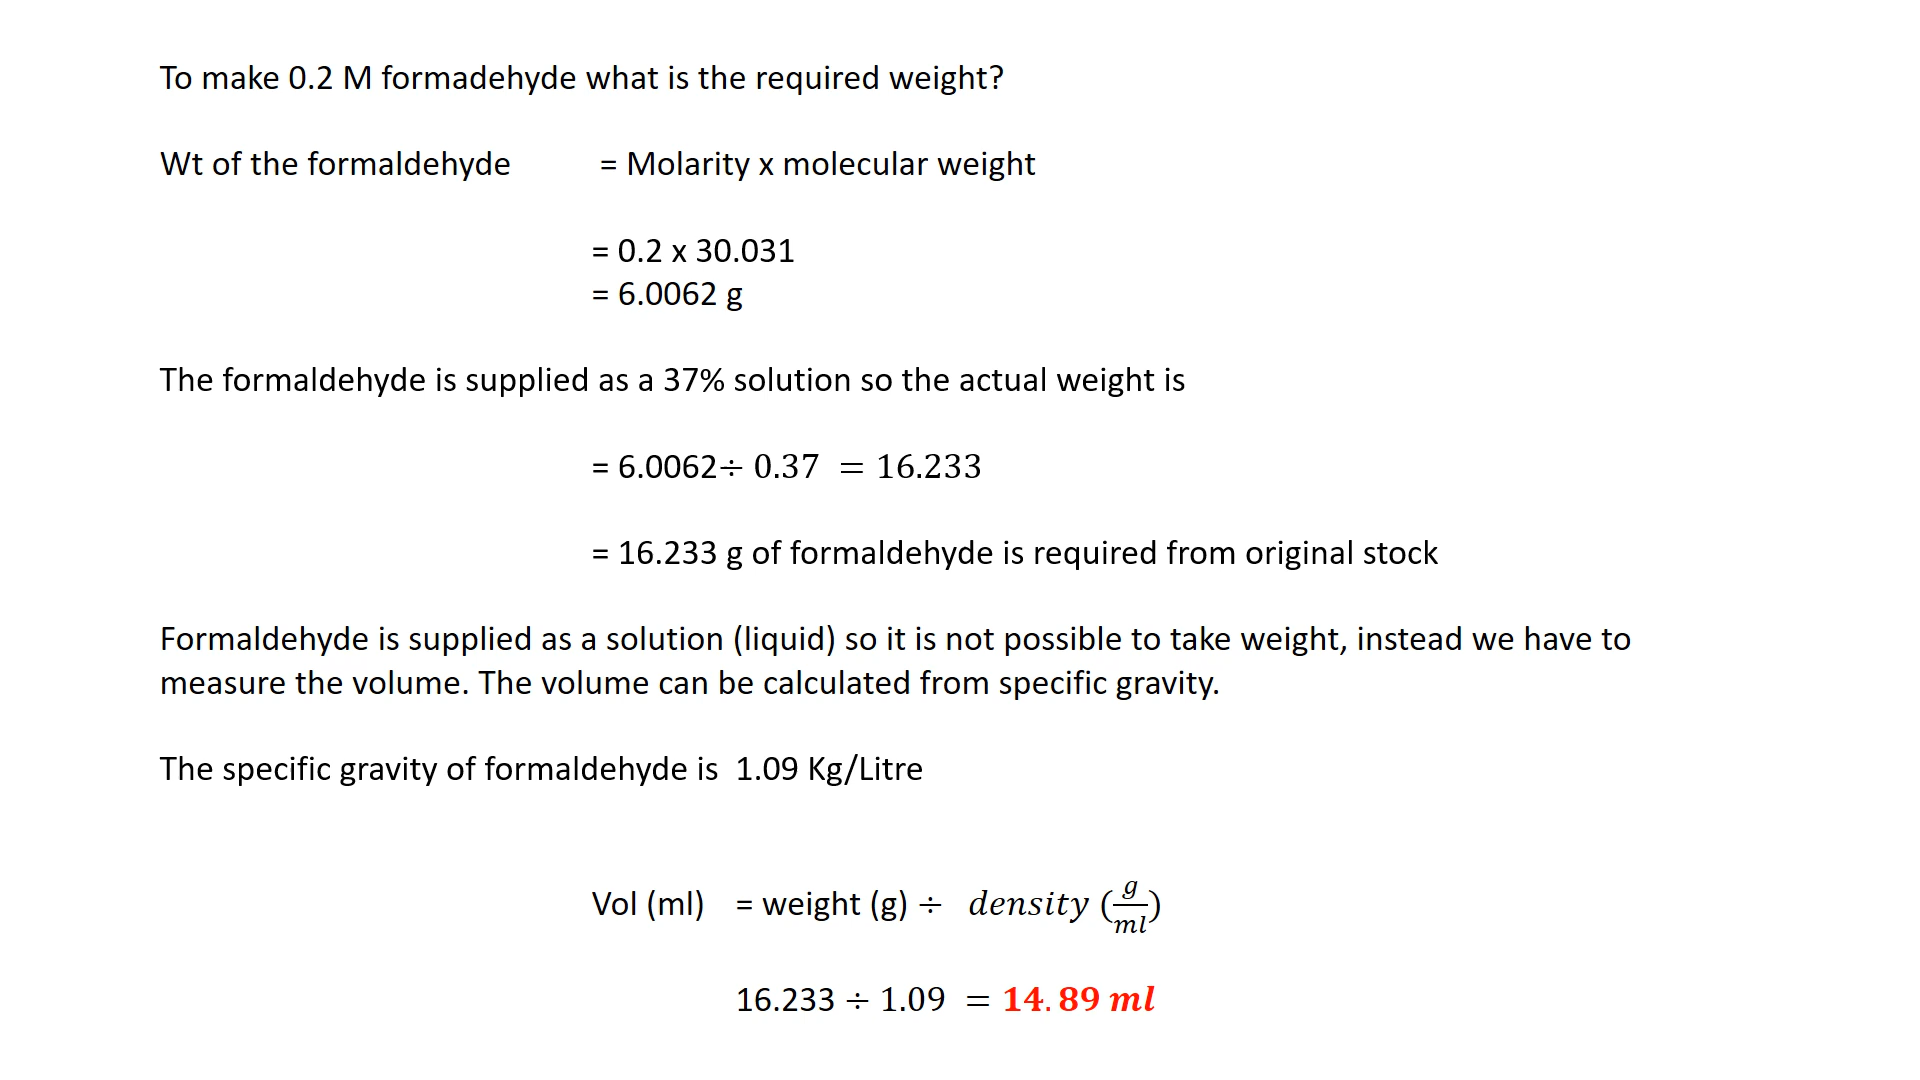 To make 0.2 M formadehyde what is the required weight?
Wt of the formaldehyde = Molarity x molecular weight
= 0.2 x 30.031
= 6.0062 g
The formaldehyde is supplied as a 37% solution so the actual weight is
= 6.0062÷ 0.37 = 16.233
= 16.233 g of formaldehyde is required from original stock
Formaldehyde is supplied as a solution (liquid) so it is not possible to take weight, instead we have to
measure the volume. The volume can be calculated from specific gravity.
The specific gravity of formaldehyde is 1.09 Kg/Litre
Vol (ml) = weight (g) ÷ density (g/ml)
16.233 ÷ 1.09 = 14.89 ml